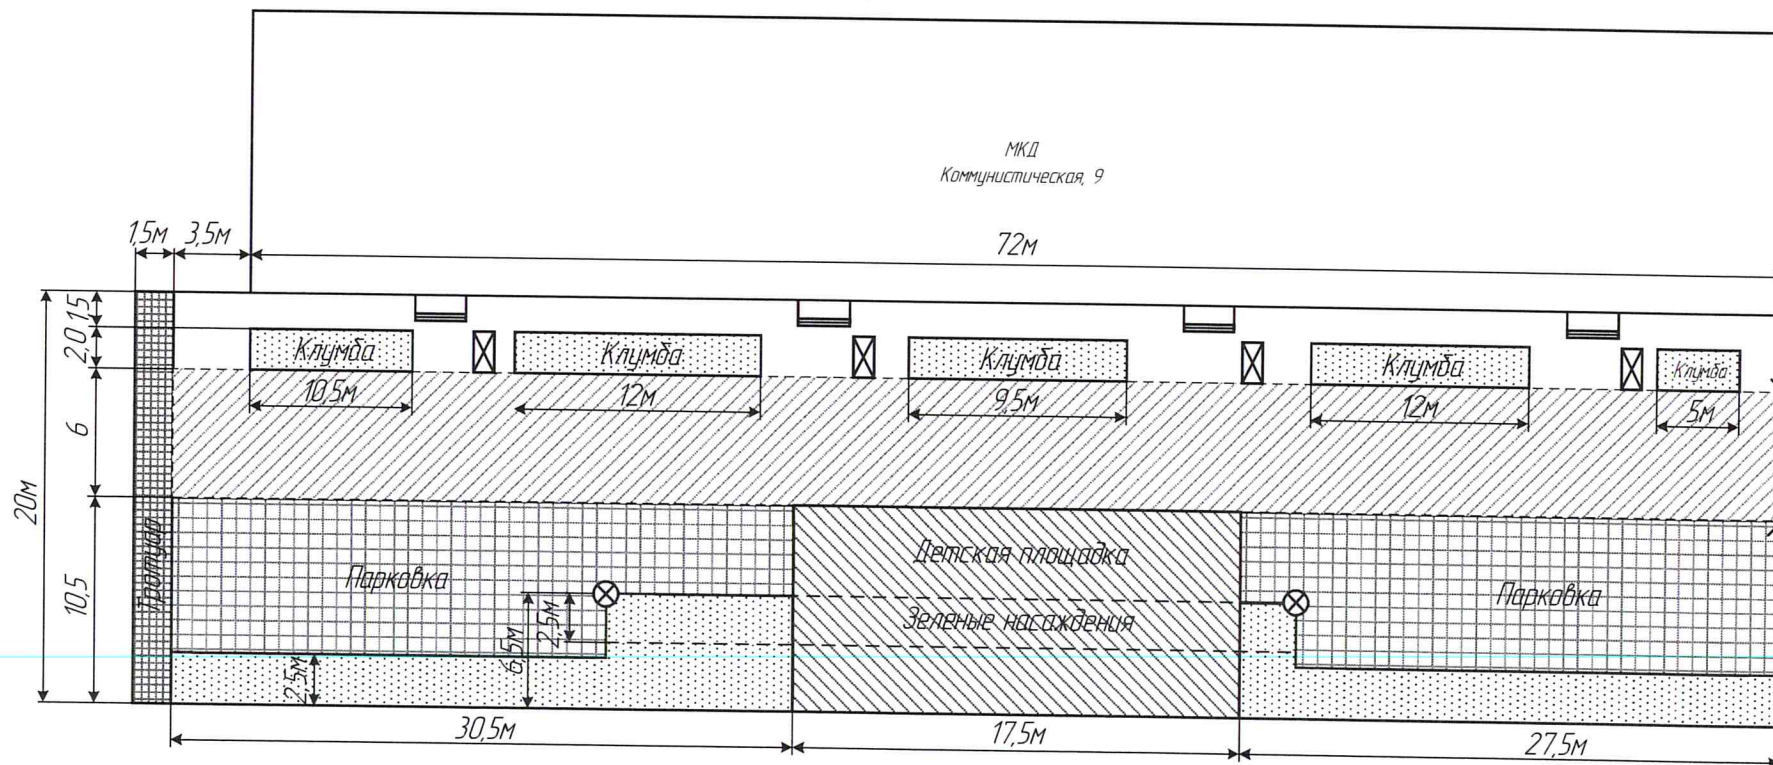 МКД
Коммунистическая, 9
1,5м 3,5м 72м
1,5
2,0
Клумба Клумба Клумба Клумба Клумба
10,5м 12м 9,5м 12м 5м
6
20м
10,5
Тротуар
Парковка
Детская площадка
Зеленые насаждения
Парковка
2,5м
6,5м
2,5м
30,5м 17,5м 27,5м